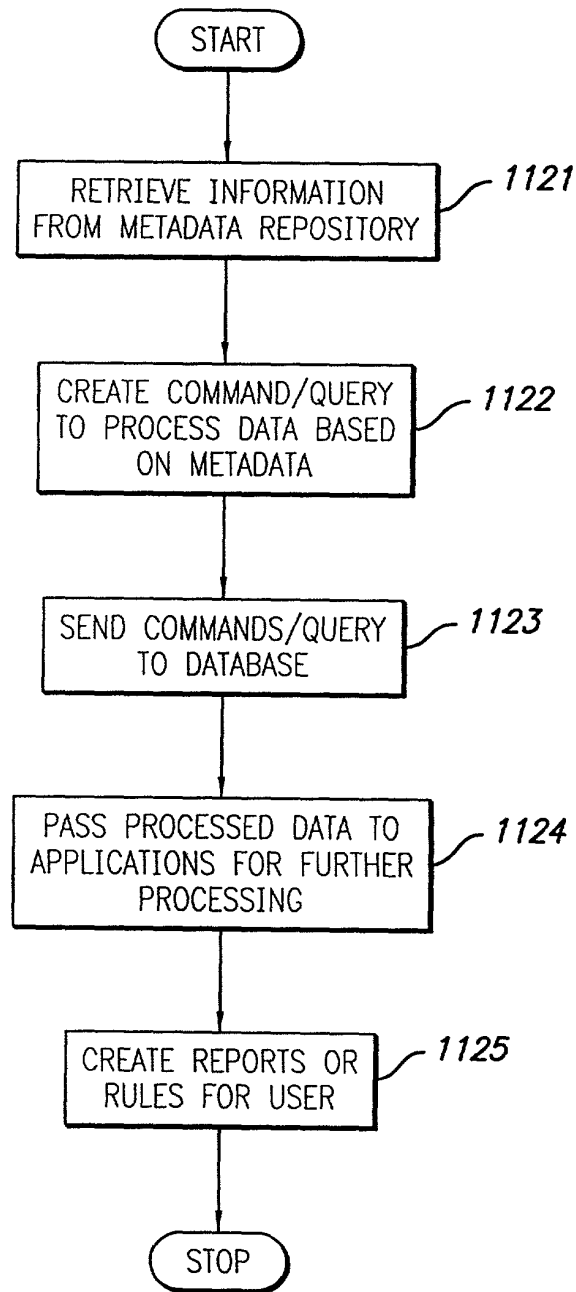 START
RETRIEVE INFORMATION
FROM METADATA REPOSITORY
1121
CREATE COMMAND/QUERY
TO PROCESS DATA BASED
ON METADATA
1122
SEND COMMANDS/QUERY
TO DATABASE
1123
PASS PROCESSED DATA TO
APPLICATIONS FOR FURTHER
PROCESSING
1124
CREATE REPORTS OR
RULES FOR USER
1125
STOP